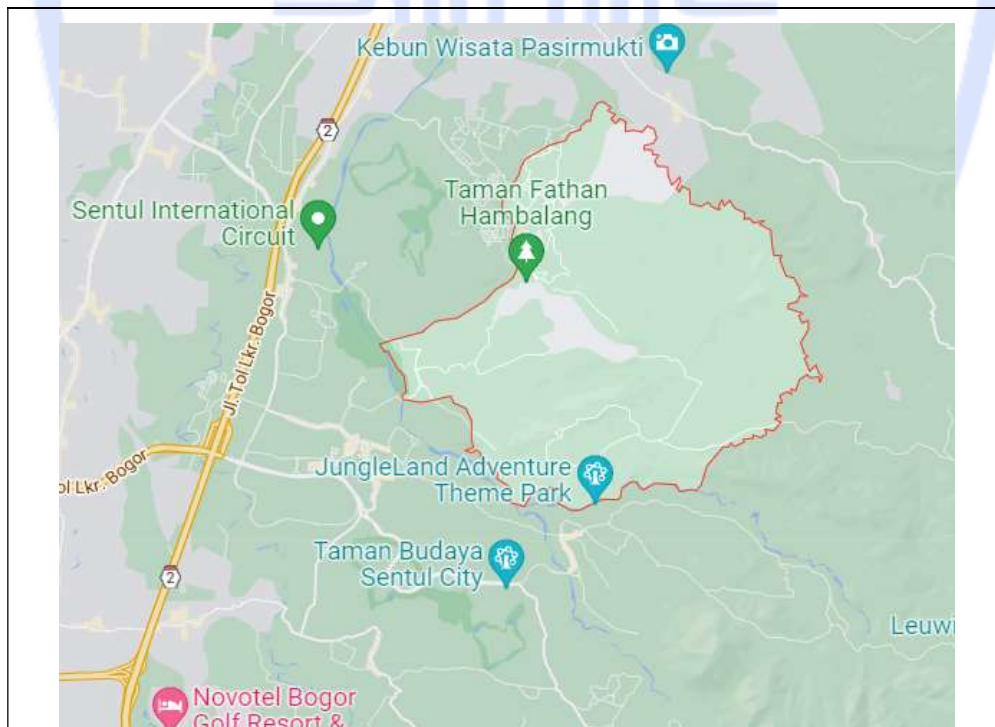 Kebun Wisata Pasirmukti
2
Taman Fathan
Hambalang
Sentul International
Circuit
Jl. Tol Lkr. Bogor
JungleLand Adventure
Theme Park
ol Lkr. Bogor
Taman Budaya
Sentul City
2
Leuwi
Novotel Bogor
Golf Resort &